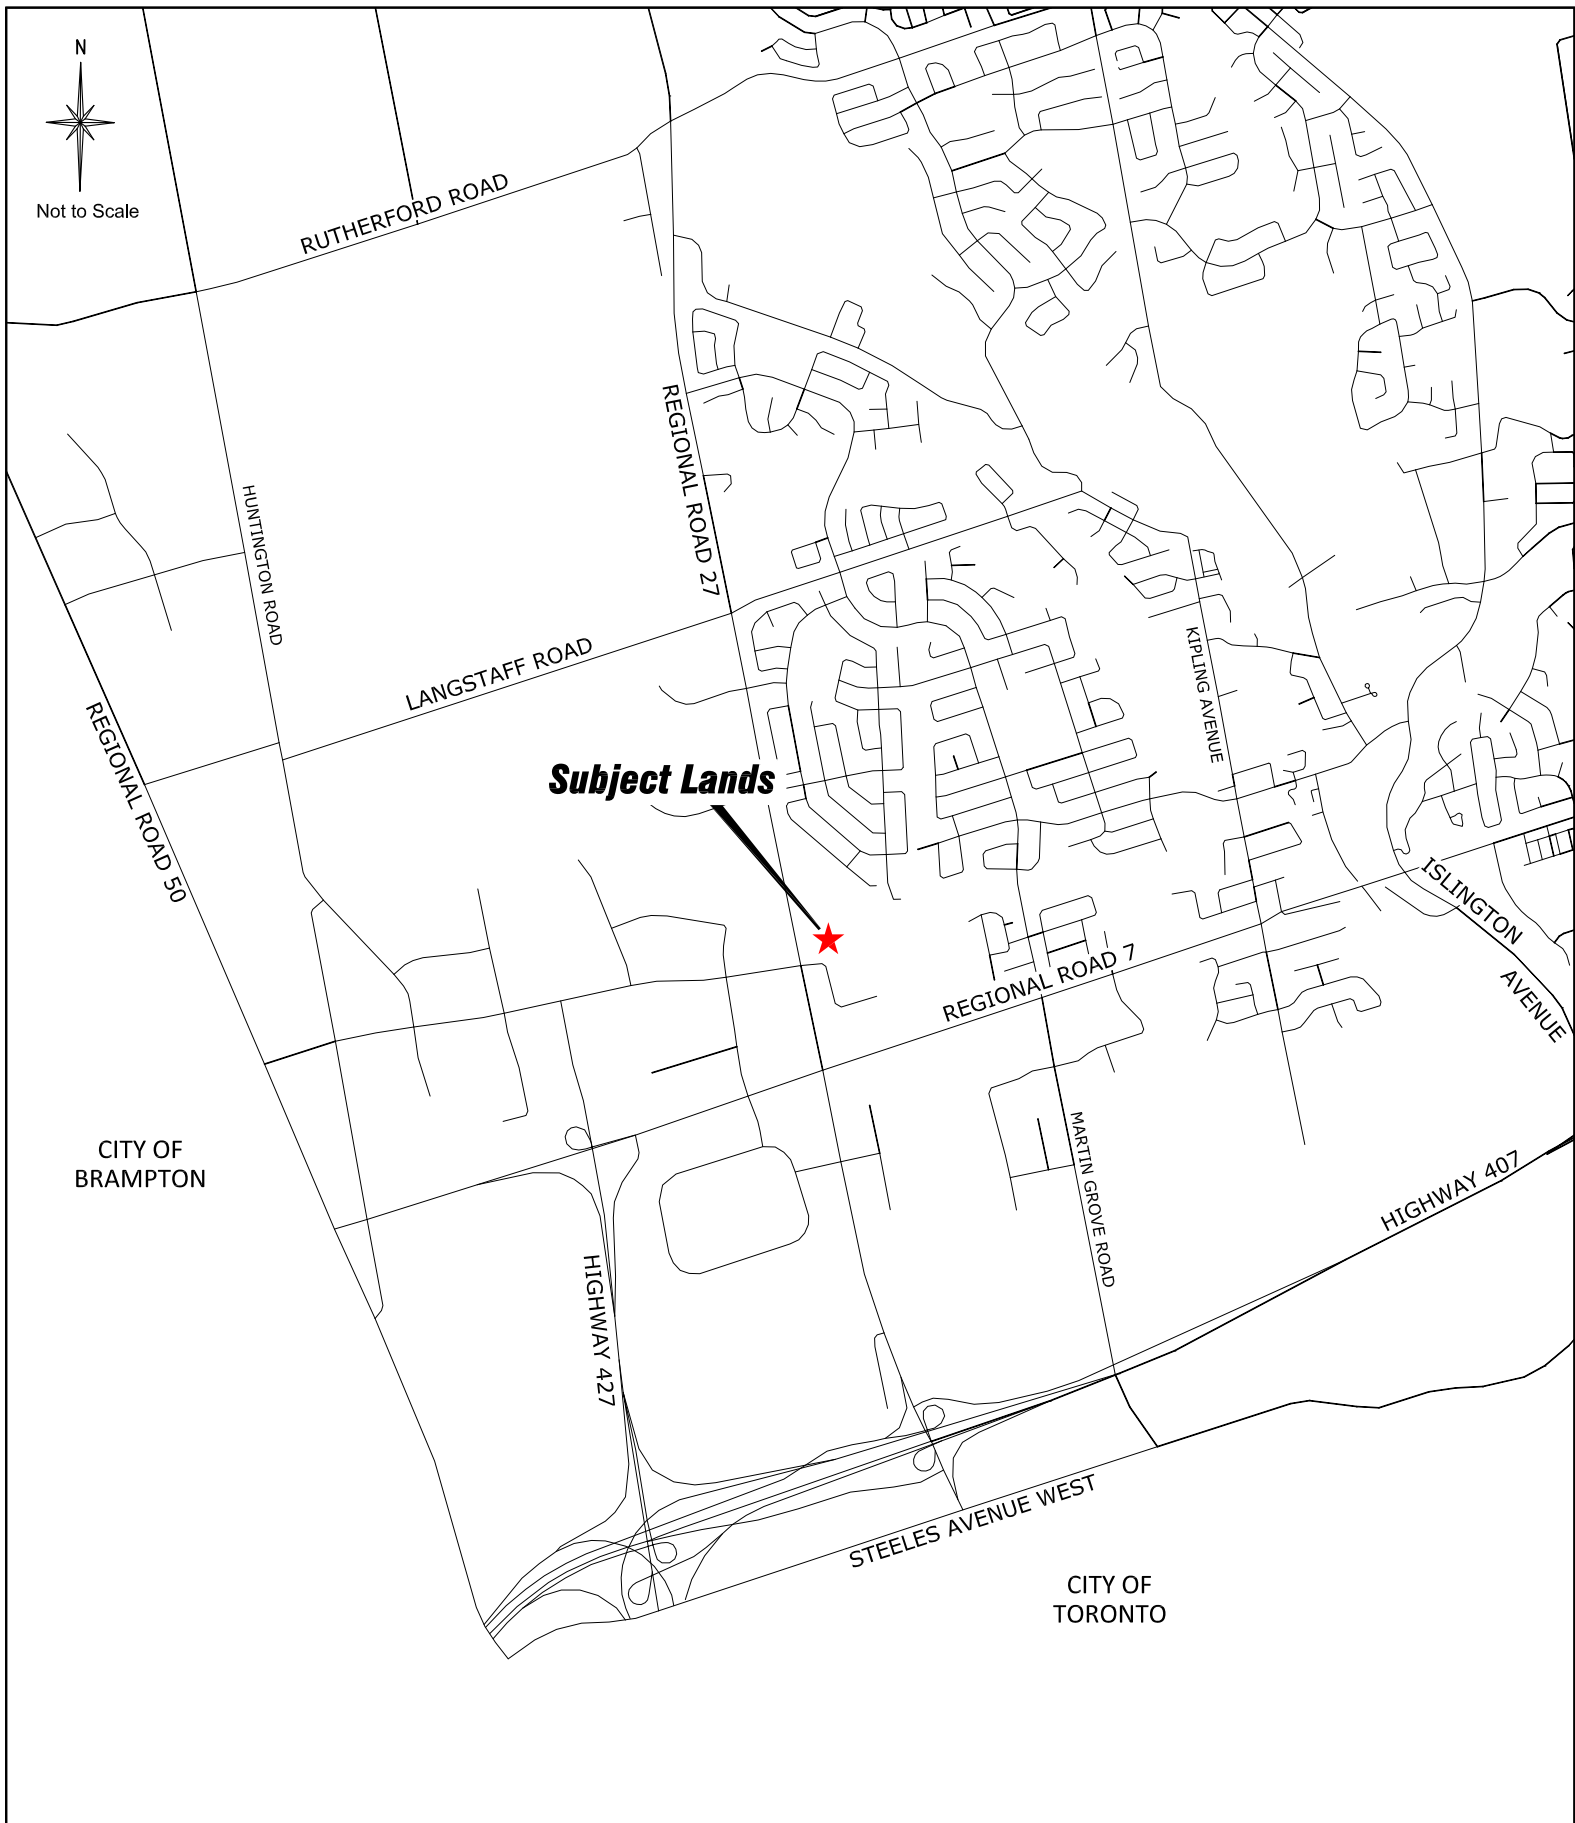 N
Not to Scale
RUTHERFORD ROAD
REGIONAL ROAD 27
HUNTINGTON ROAD
LANGSTAFF ROAD
KIPLING AVENUE
REGIONAL ROAD 50
Subject Lands
ISLINGTON
AVENUE
REGIONAL ROAD 7
CITY OF
BRAMPTON
MARTIN GROVE ROAD
HIGHWAY 407
HIGHWAY 427
STEELES AVENUE WEST
CITY OF
TORONTO